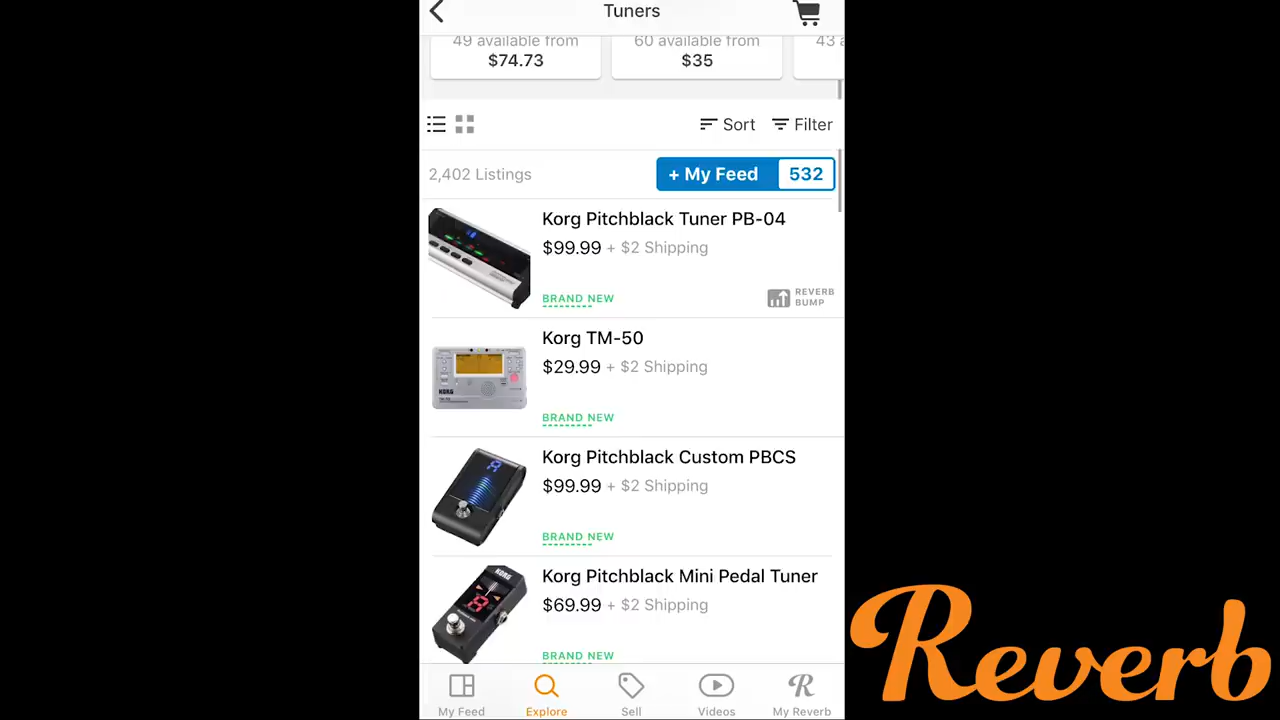 Tuners
49 available from
60 available from
43 a
$74.73
$35
Sort
Filter
2,402 Listings
+ My Feed
532
Korg Pitchblack Tuner PB-04
$99.99 + $2 Shipping
BRAND NEW
REVERB
BUMP
Korg TM-50
$29.99 + $2 Shipping
BRAND NEW
KORG
Korg Pitchblack Custom PBCS
$99.99 + $2 Shipping
BRAND NEW
Korg Pitchblack Mini Pedal Tuner
$69.99 + $2 Shipping
BRAND NEW
KORG
My Feed
Explore
Sell
Videos
My Reverb
Reverb